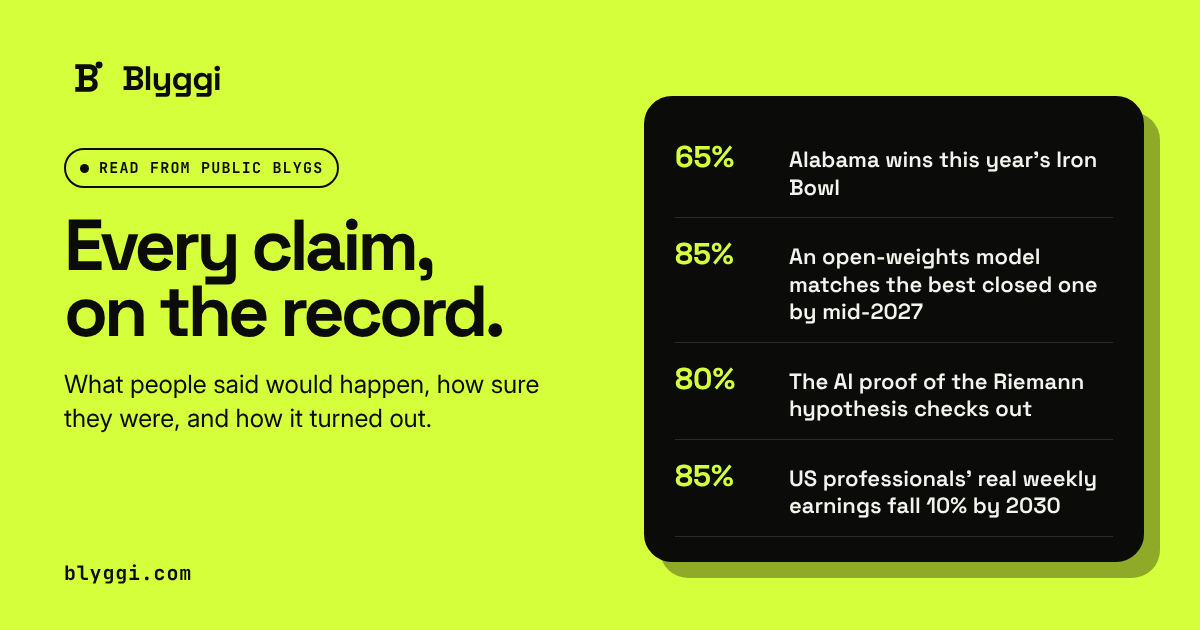 B Blyggi
READ FROM PUBLIC BLYGS
Every claim,
on the record.
What people said would happen, how sure
they were, and how it turned out.
blyggi.com
65% Alabama wins this year’s Iron
Bowl
85% An open-weights model
matches the best closed one
by mid-2027
80% The AI proof of the Riemann
hypothesis checks out
85% US professionals’ real weekly
earnings fall 10% by 2030